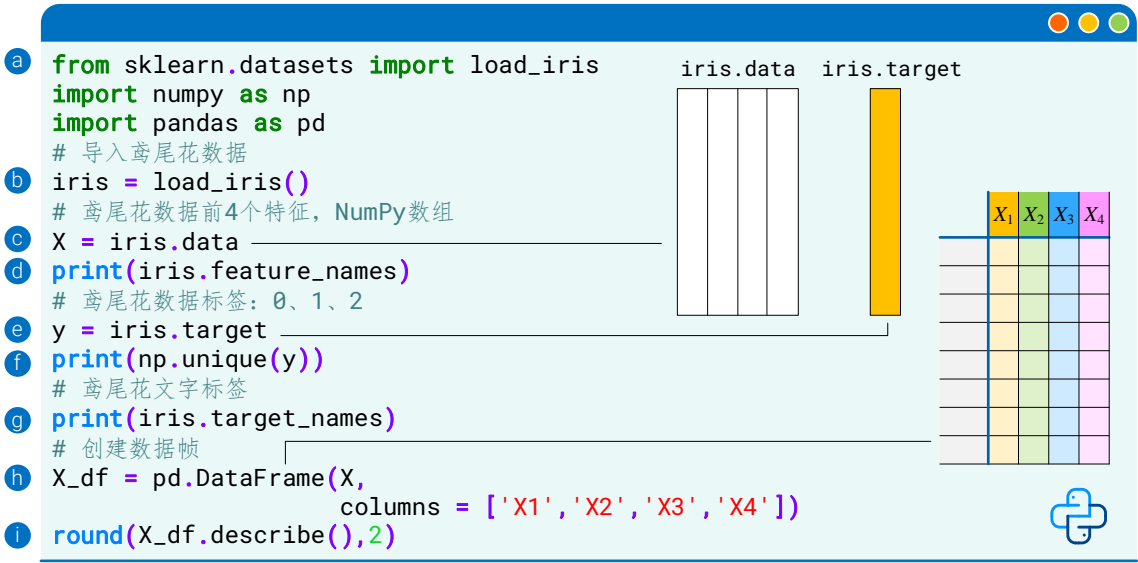 a from sklearn.datasets import load_iris
import numpy as np
import pandas as pd
# 导入鸢尾花数据
b iris = load_iris()
# 鸢尾花数据前4个特征，NumPy数组
c X = iris.data
d print(iris.feature_names)
# 鸢尾花数据标签：0、1、2
e y = iris.target
f print(np.unique(y))
# 鸢尾花文字标签
g print(iris.target_names)
# 创建数据帧
h X_df = pd.DataFrame(X,
columns = ['X1','X2','X3','X4'])
i round(X_df.describe(),2)
iris.data iris.target
X1 X2 X3 X4